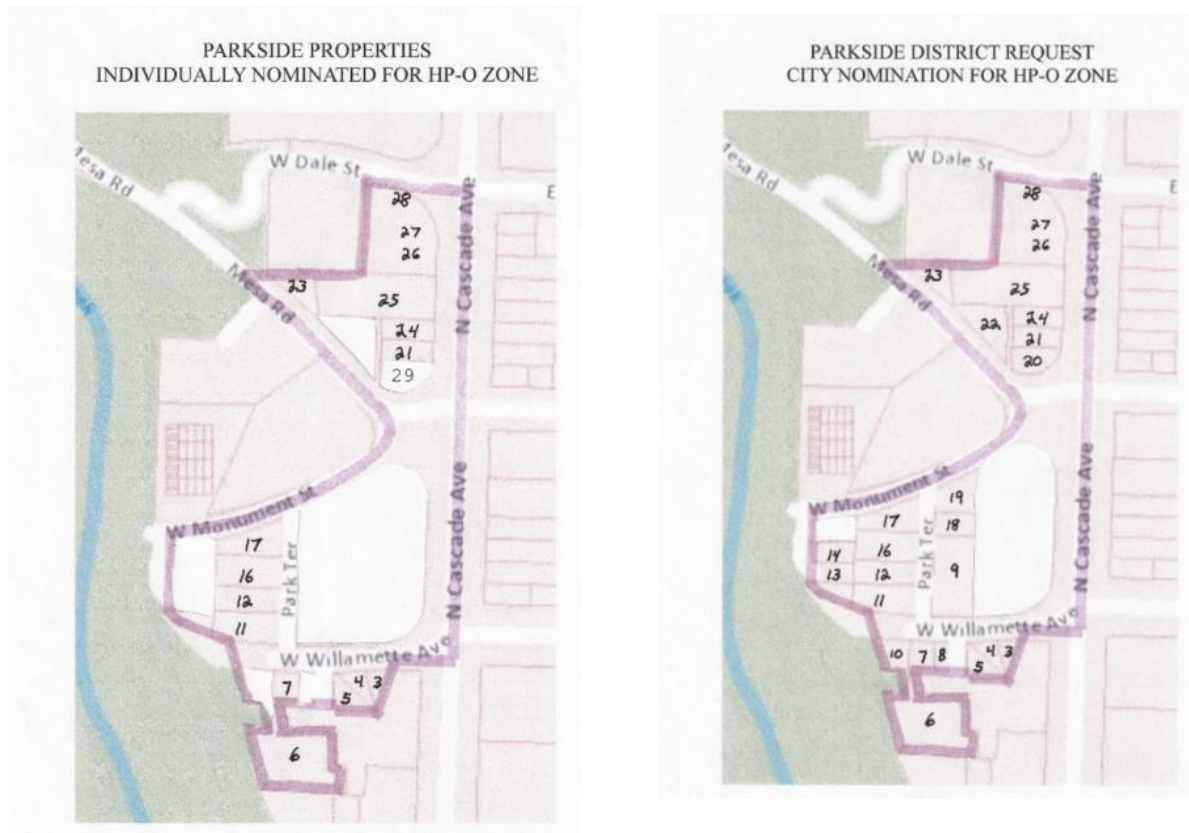 PARKSIDE PROPERTIES
INDIVIDUALLY NOMINATED FOR HP-O ZONE
Mesa Rd
W Dale St
28
E
27
26
N Cascade Ave
Mesa Rd
23
25
24
21
29
W Monument St
N Cascade Ave
17
16
Park Ter
12
11
W Willamette Ave
7
4
3
5
6
PARKSIDE DISTRICT REQUEST
CITY NOMINATION FOR HP-O ZONE
Mesa Rd
W Dale St
28
E
27
26
N Cascade Ave
Mesa Rd
23
25
22
24
21
20
W Monument St
N Cascade Ave
19
17
18
Park Ter
14
16
13
12
9
11
W Willamette Ave
10
7
8
4
3
5
6